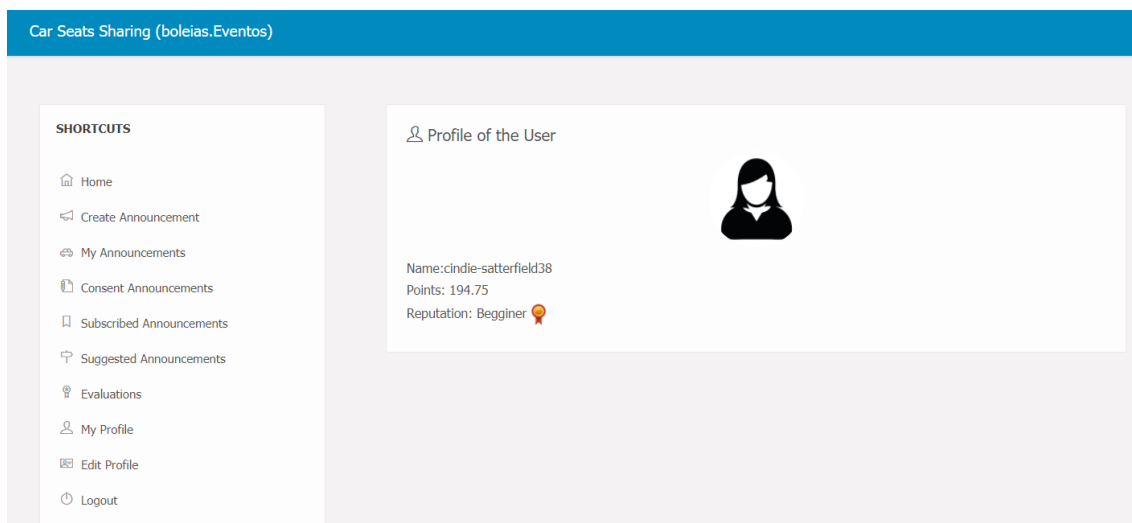 Car Seats Sharing (boleias.Eventos)
SHORTCUTS
Home
Create Announcement
My Announcements
Consent Announcements
Subscribed Announcements
Suggested Announcements
Evaluations
My Profile
Edit Profile
Logout
Profile of the User
Name:cindie-satterfield38
Points: 194.75
Reputation: Begginer